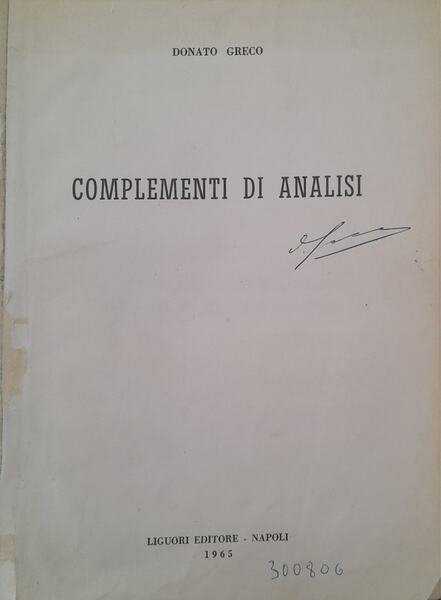 DONATO GRECO
COMPLEMENTI DI ANALISI
LIGUORI EDITORE - NAPOLI
1965
300806